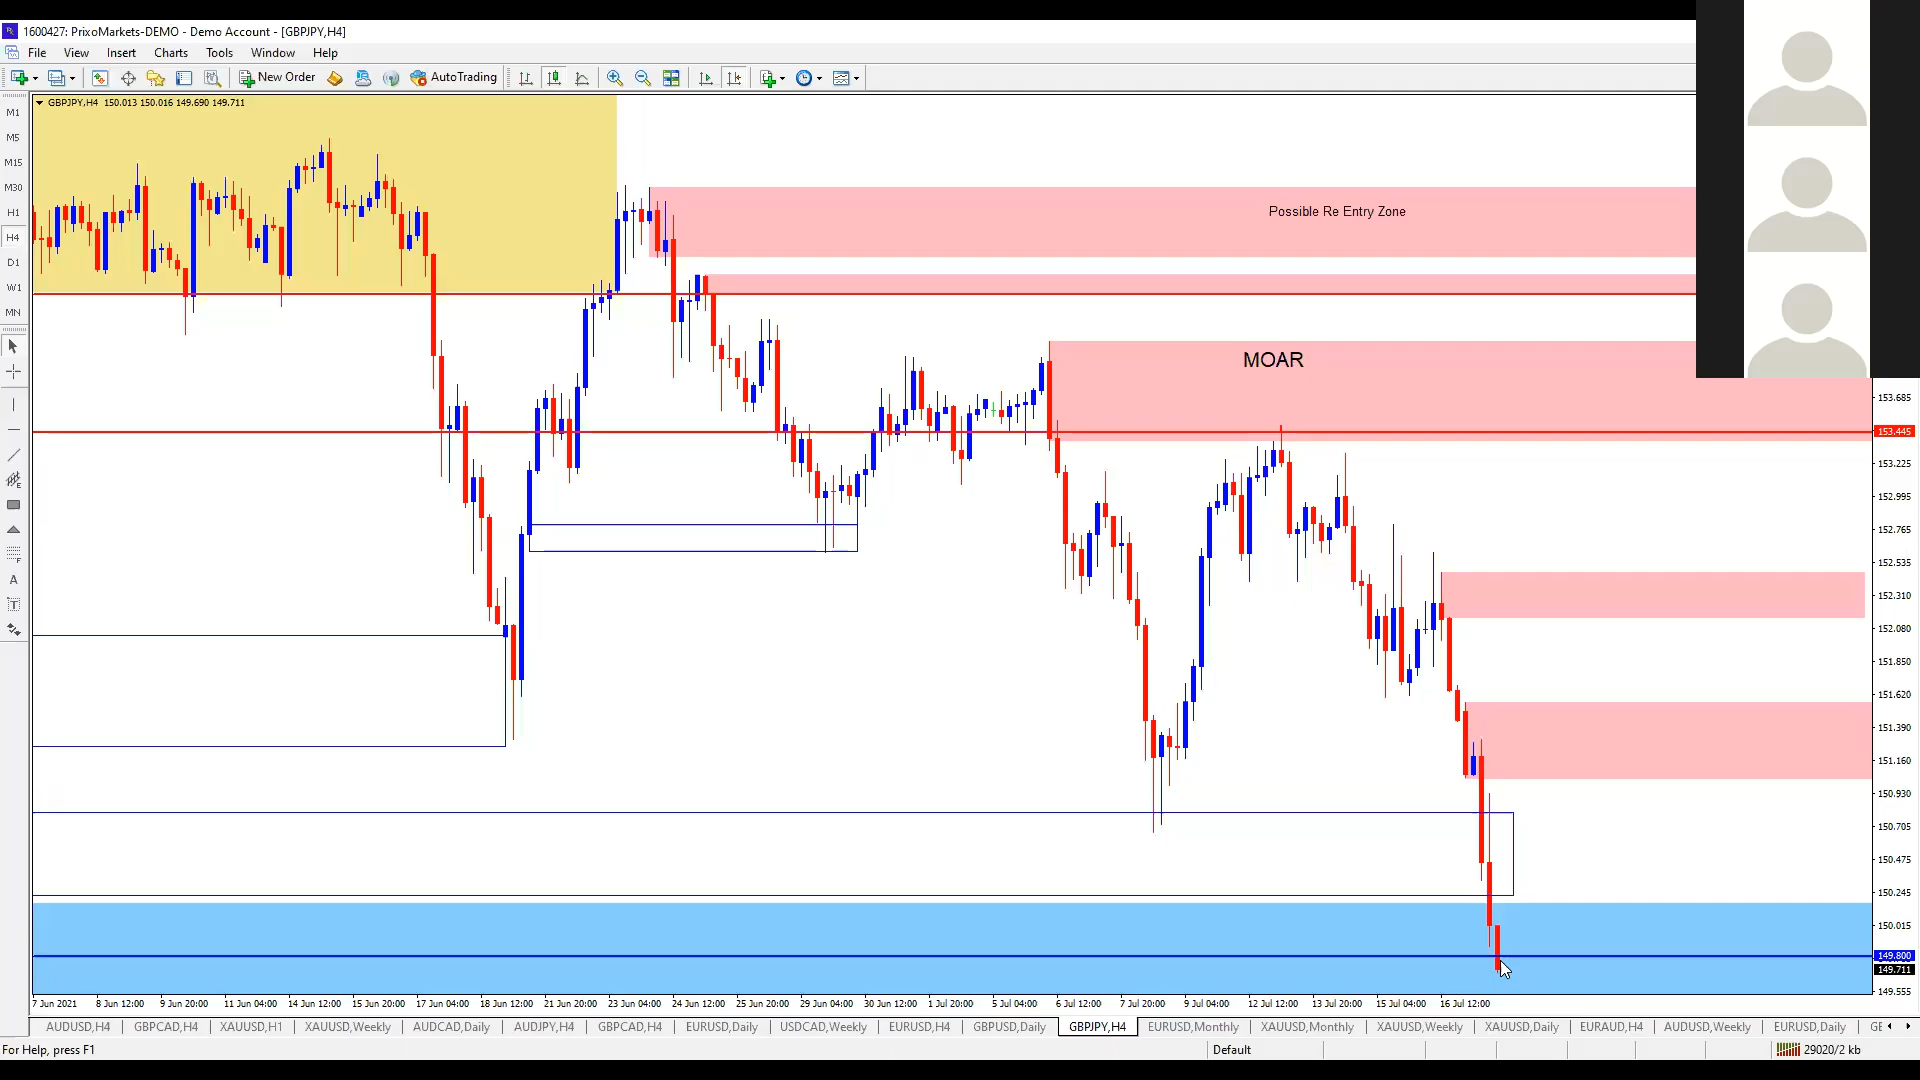 1600427: PrixoMarkets-DEMO - Demo Account - [GBPJPY,H4]
File View Insert Charts Tools Window Help
New Order AutoTrading
GBPJPY,H4 150.013 150.016 149.690 149.711
M1
M5
M15
M30
H1
H4
D1
W1
MN
A
T
Possible Re Entry Zone
MOAR
153.685
153.445
153.225
152.995
152.765
152.535
152.310
152.080
151.850
151.620
151.390
151.160
150.930
150.705
150.475
150.245
150.015
149.800
149.711
149.555
7 Jun 2021 8 Jun 12:00 9 Jun 20:00 11 Jun 04:00 14 Jun 12:00 15 Jun 20:00 17 Jun 04:00 18 Jun 12:00 21 Jun 20:00 23 Jun 04:00 24 Jun 12:00 25 Jun 20:00 29 Jun 04:00 30 Jun 12:00 1 Jul 20:00 5 Jul 04:00 6 Jul 12:00 7 Jul 20:00 9 Jul 04:00 12 Jul 12:00 13 Jul 20:00 15 Jul 04:00 16 Jul 12:00
AUDUSD,H4 GBPCAD,H4 XAUUSD,H1 XAUUSD,Weekly AUDCAD,Daily AUDJPY,H4 GBPCAD,H4 EURUSD,Daily USDCAD,Weekly EURUSD,H4 GBPUSD,Daily GBPJPY,H4 EURUSD,Monthly XAUUSD,Monthly XAUUSD,Weekly XAUUSD,Daily EURAUD,H4 AUDUSD,Weekly EURUSD,Daily
For Help, press F1 Default 29020/2 kb